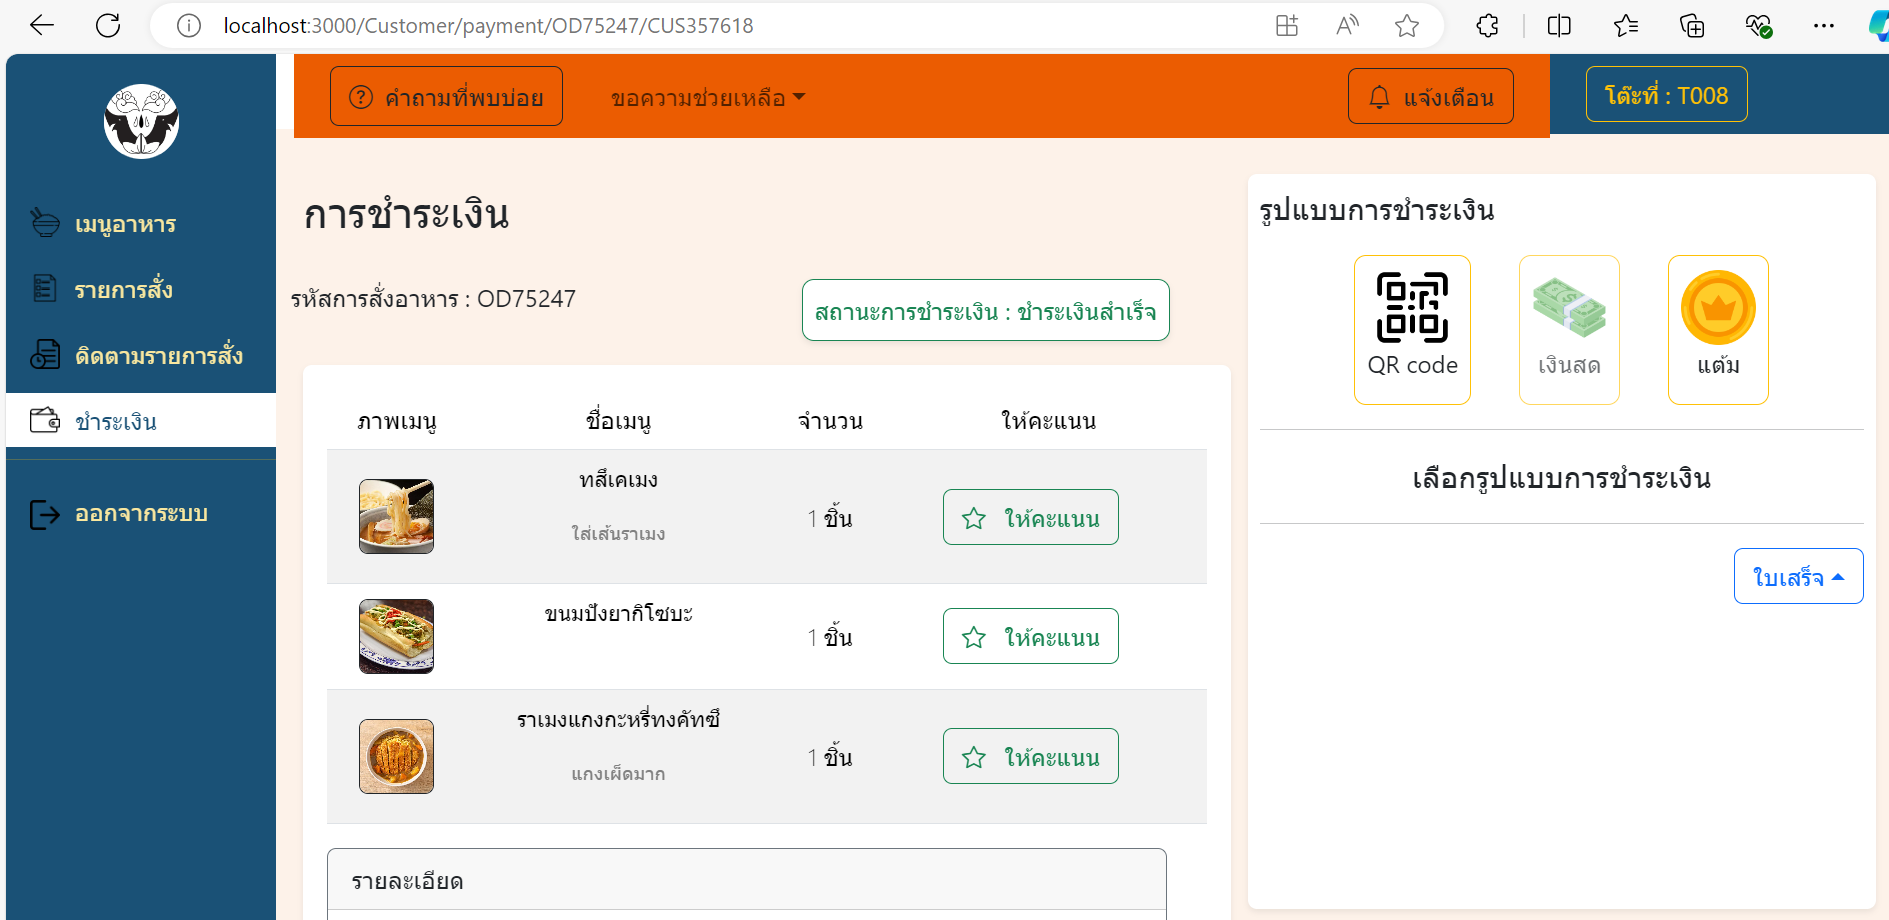 localhost:3000/Customer/payment/OD75247/CUS357618
คำถามที่พบบ่อย
ขอความช่วยเหลือ
แจ้งเตือน
โต๊ะที่ : T008
เมนูอาหาร
รายการสั่ง
ติดตามรายการสั่ง
ชำระเงิน
ออกจากระบบ
การชำระเงิน
รหัสการสั่งอาหาร : OD75247
สถานะการชำระเงิน : ชำระเงินสำเร็จ
ภาพเมนู ชื่อเมนู จำนวน ให้คะแนน
ทสึเคเมง
ใส่เส้นราเมง
1 ชิ้น
ให้คะแนน
ขนมปังยากิโซบะ
1 ชิ้น
ให้คะแนน
ราเมงแกงกะหรี่ทงคัทซึ
แกงเผ็ดมาก
1 ชิ้น
ให้คะแนน
รายละเอียด
รูปแบบการชำระเงิน
QR code
เงินสด
แต้ม
เลือกรูปแบบการชำระเงิน
ใบเสร็จ